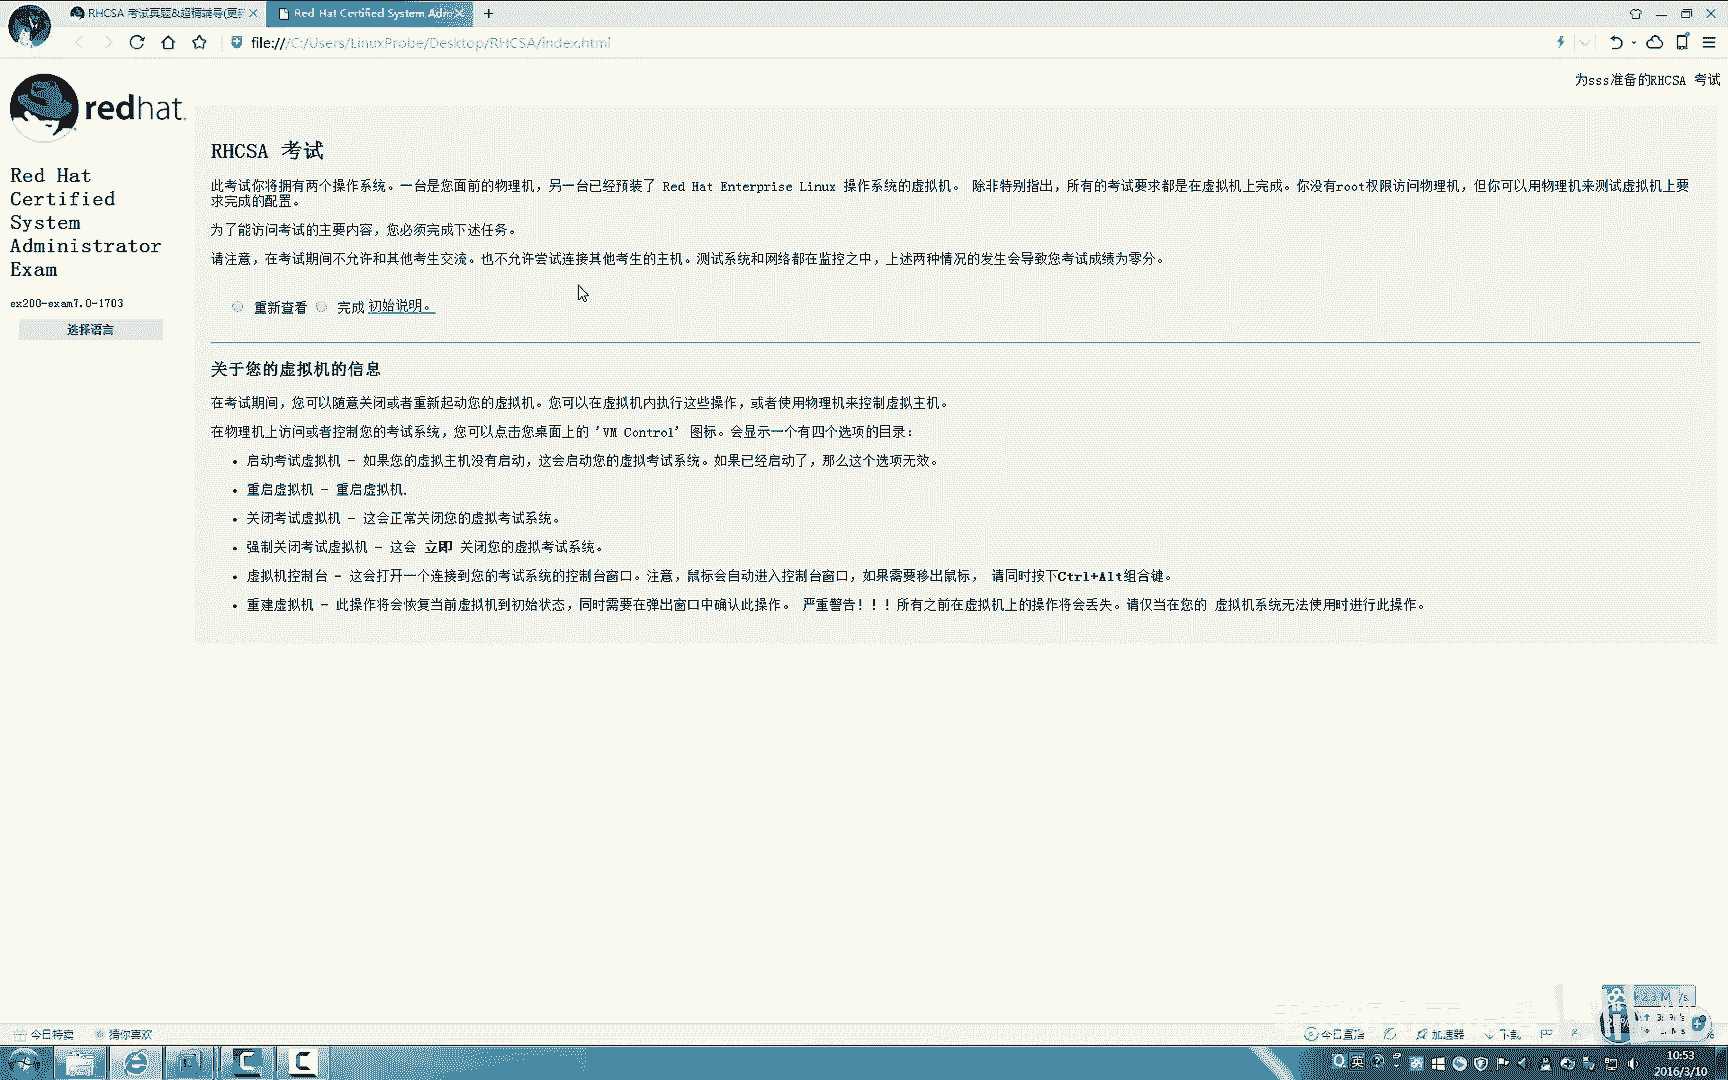 RHCSA 考试真题&超精辅导(更新
Red Hat Certified System Adm
file:///C:/Users/LinuxProbe/Desktop/RHCSA/index.html
redhat.
为sss准备的RHCSA 考试
Red Hat
Certified
System
Administrator
Exam
ex200-exam7.0-1703
选择语言
RHCSA 考试
此考试你将拥有两个操作系统。一台是您面前的物理机，另一台已经预装了 Red Hat Enterprise Linux 操作系统的虚拟机。 除非特别指出，所有的考试要求都是在虚拟机上完成。你没有root权限访问物理机，但你可以用物理机来测试虚拟机上要
求完成的配置。
为了能访问考试的主要内容，您必须完成下述任务。
请注意，在考试期间不允许和其他考生交流。也不允许尝试连接其他考生的主机。测试系统和网络都在监控之中，上述两种情况的发生会导致您考试成绩为零分。
重新查看 完成 初始说明。
关于您的虚拟机的信息
在考试期间，您可以随意关闭或者重新起动您的虚拟机。您可以在虚拟机内执行这些操作，或者使用物理机来控制虚拟主机。
在物理机上访问或者控制您的考试系统，您可以点击您桌面上的 'VM Control' 图标。会显示一个有四个选项的目录：
• 启动考试虚拟机 - 如果您的虚拟主机没有启动，这会启动您的虚拟考试系统。如果已经启动了，那么这个选项无效。
• 重启虚拟机 - 重启虚拟机.
• 关闭考试虚拟机 - 这会正常关闭您的虚拟考试系统。
• 强制关闭考试虚拟机 - 这会 立即 关闭您的虚拟考试系统。
• 虚拟机控制台 - 这会打开一个连接到您的考试系统的控制台窗口。注意，鼠标会自动进入控制台窗口，如果需要移出鼠标， 请同时按下Ctrl+Alt组合键。
• 重建虚拟机 - 此操作将会恢复当前虚拟机到初始状态，同时需要在弹出窗口中确认此操作。 严重警告！！！所有之前在虚拟机上的操作将会丢失。请仅当在您的 虚拟机系统无法使用时进行此操作。
今日特卖 猜你喜欢
今日直播 加速器 下载
英
10:53
2016/3/10